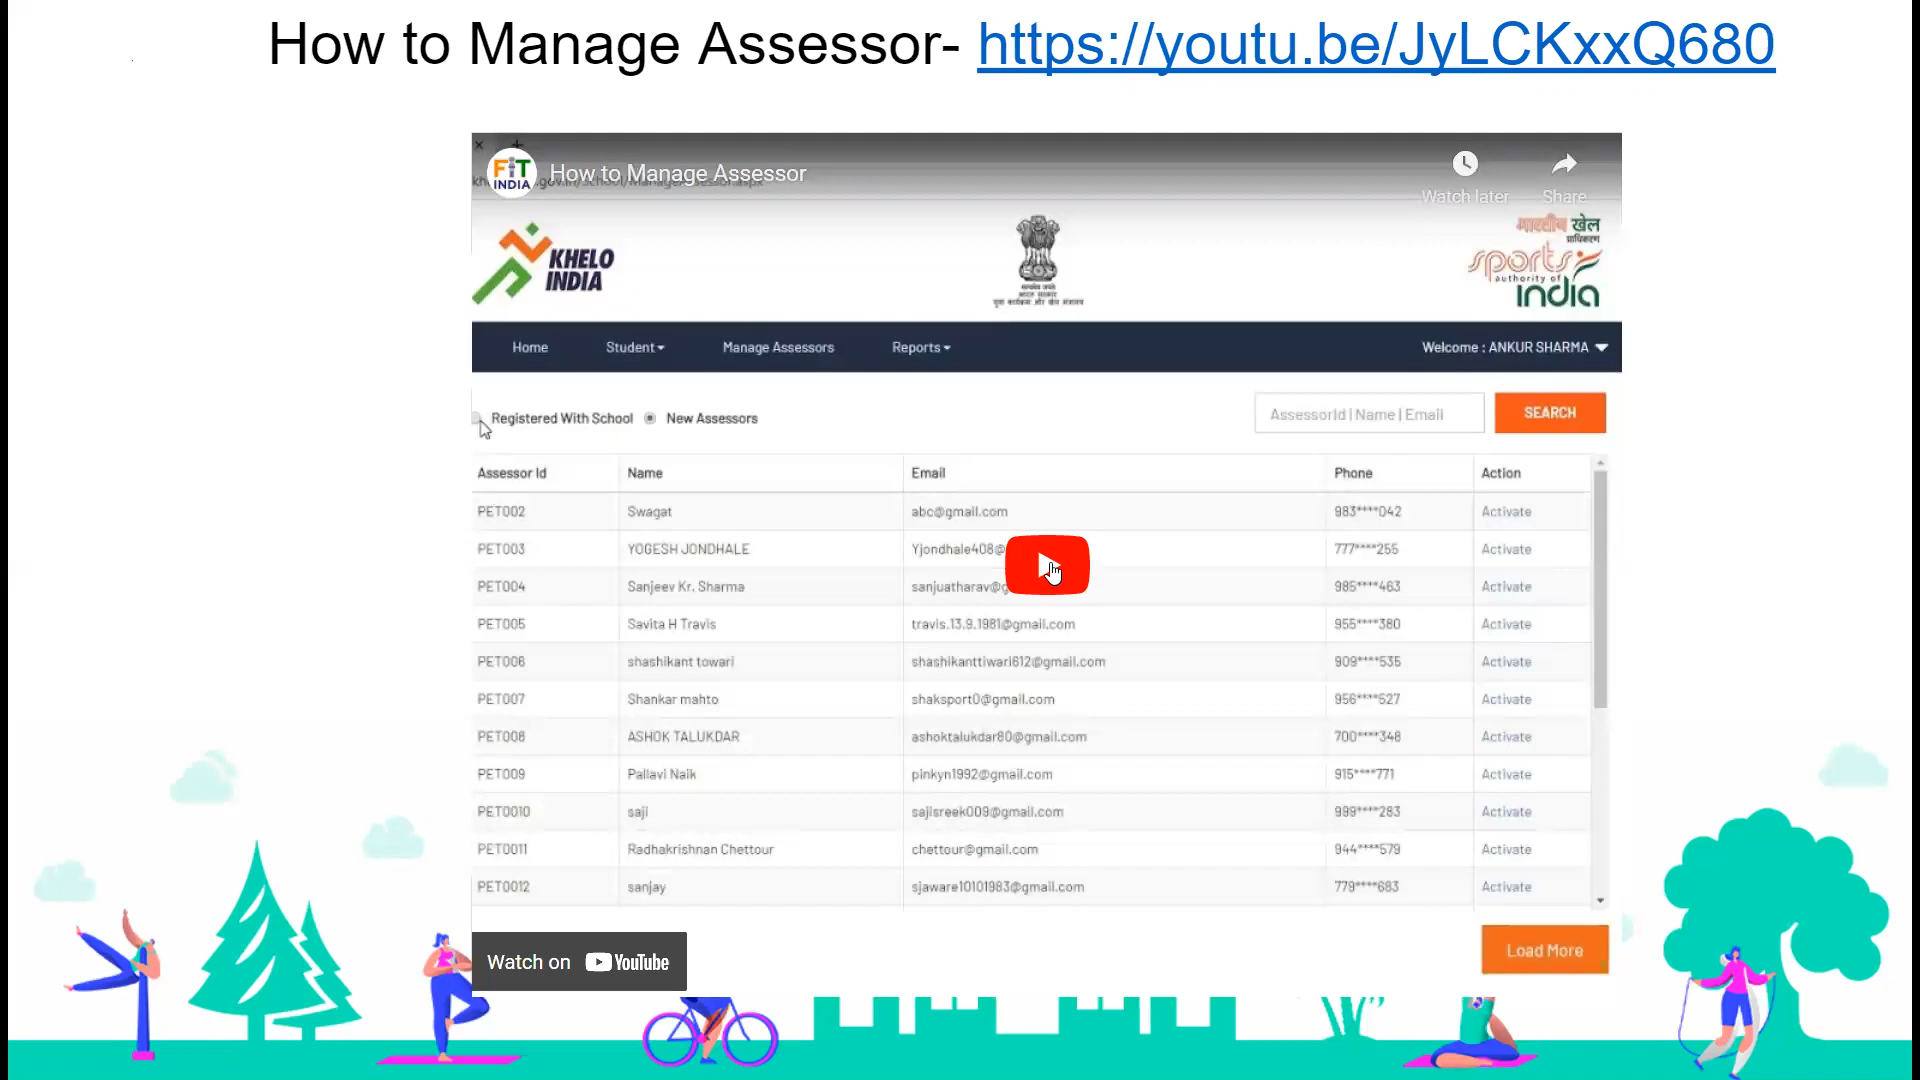 How to Manage Assessor- https://youtu.be/JyLCKxxQ680
FIT INDIA
How to Manage Assessor
Watch later
Share
KHELO INDIA
भारतीय खेल
प्राधिकरण
sports
authority of
india
Home Student Manage Assessors Reports Welcome : ANKUR SHARMA
Registered With School New Assessors AssessorId | Name | Email SEARCH
Assessor Id Name Email Phone Action
PET002 Swagat abc@gmail.com 983****042 Activate
PET003 YOGESH JONDHALE Yjondhale408@ 777****255 Activate
PET004 Sanjeev Kr. Sharma sanjuatharav@g 985****463 Activate
PET005 Savita H Travis travis.13.9.1981@gmail.com 955****380 Activate
PET006 shashikant towari shashikanttiwari612@gmail.com 909****535 Activate
PET007 Shankar mahto shaksport0@gmail.com 956****527 Activate
PET008 ASHOK TALUKDAR ashoktalukdar80@gmail.com 700****348 Activate
PET009 Pallavi Naik pinkyn1992@gmail.com 915****771 Activate
PET0010 saji sajisreek009@gmail.com 999****283 Activate
PET0011 Radhakrishnan Chettour chettour@gmail.com 944****579 Activate
PET0012 sanjay sjaware10101983@gmail.com 779****683 Activate
Watch on YouTube
Load More